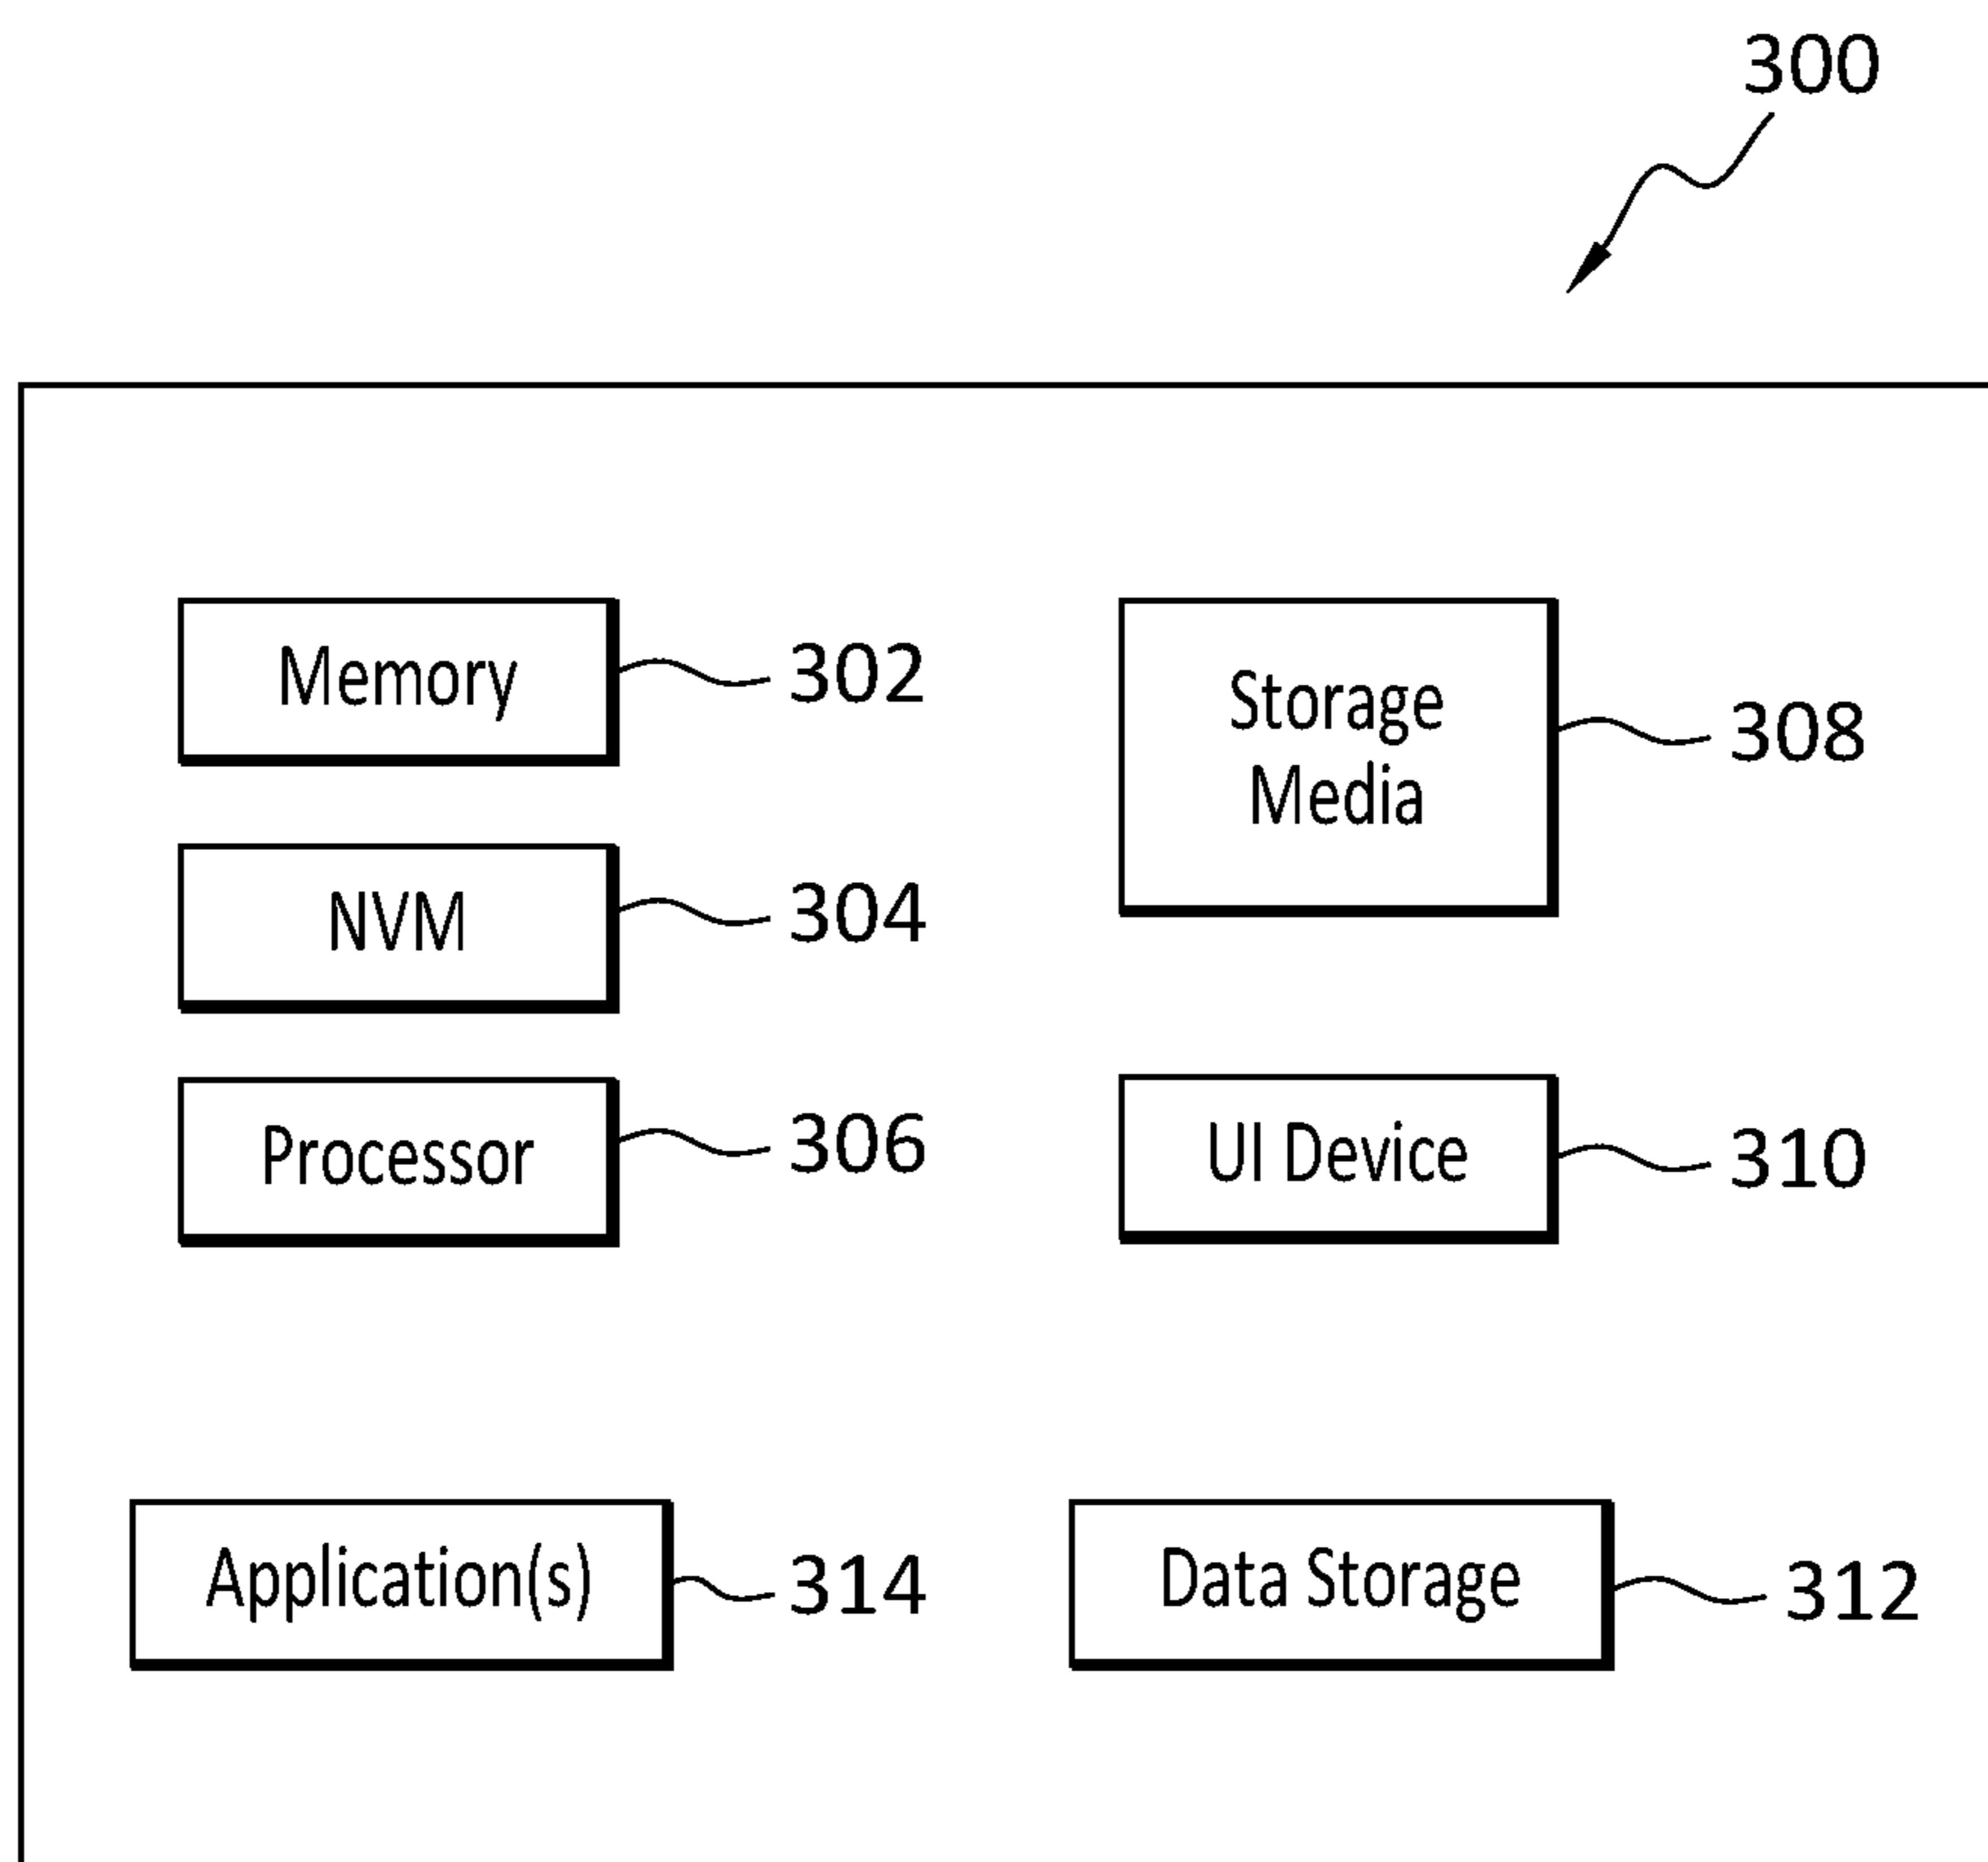 300
Memory
302
NVM
304
Processor
306
Storage
Media
308
UI Device
310
Application(s)
314
Data Storage
312